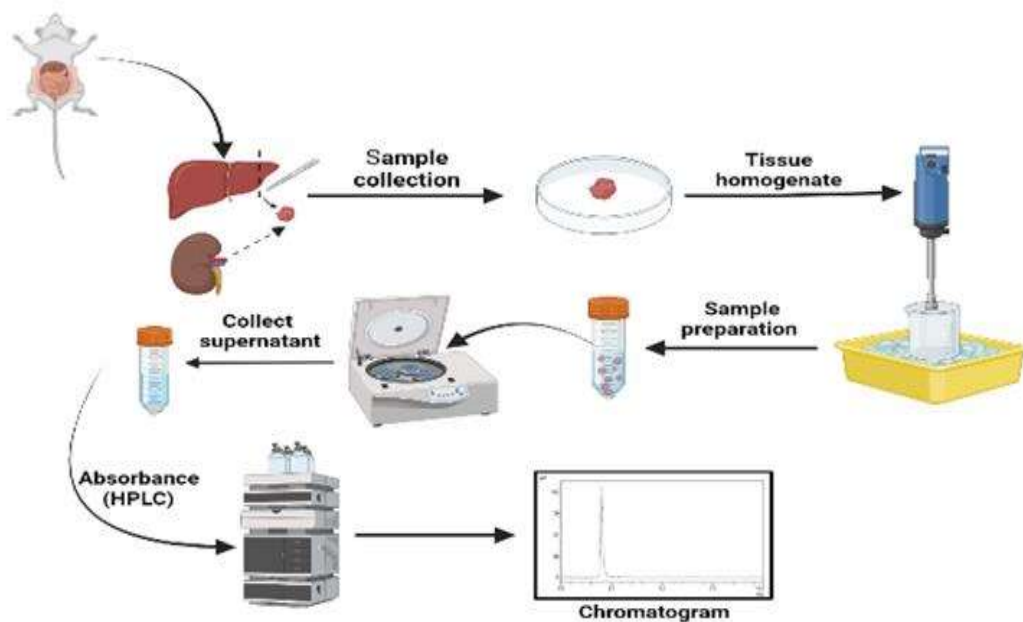 Sample
collection
Tissue
homogenate
Collect
supernatant
Sample
preparation
Absorbance
(HPLC)
Chromatogram